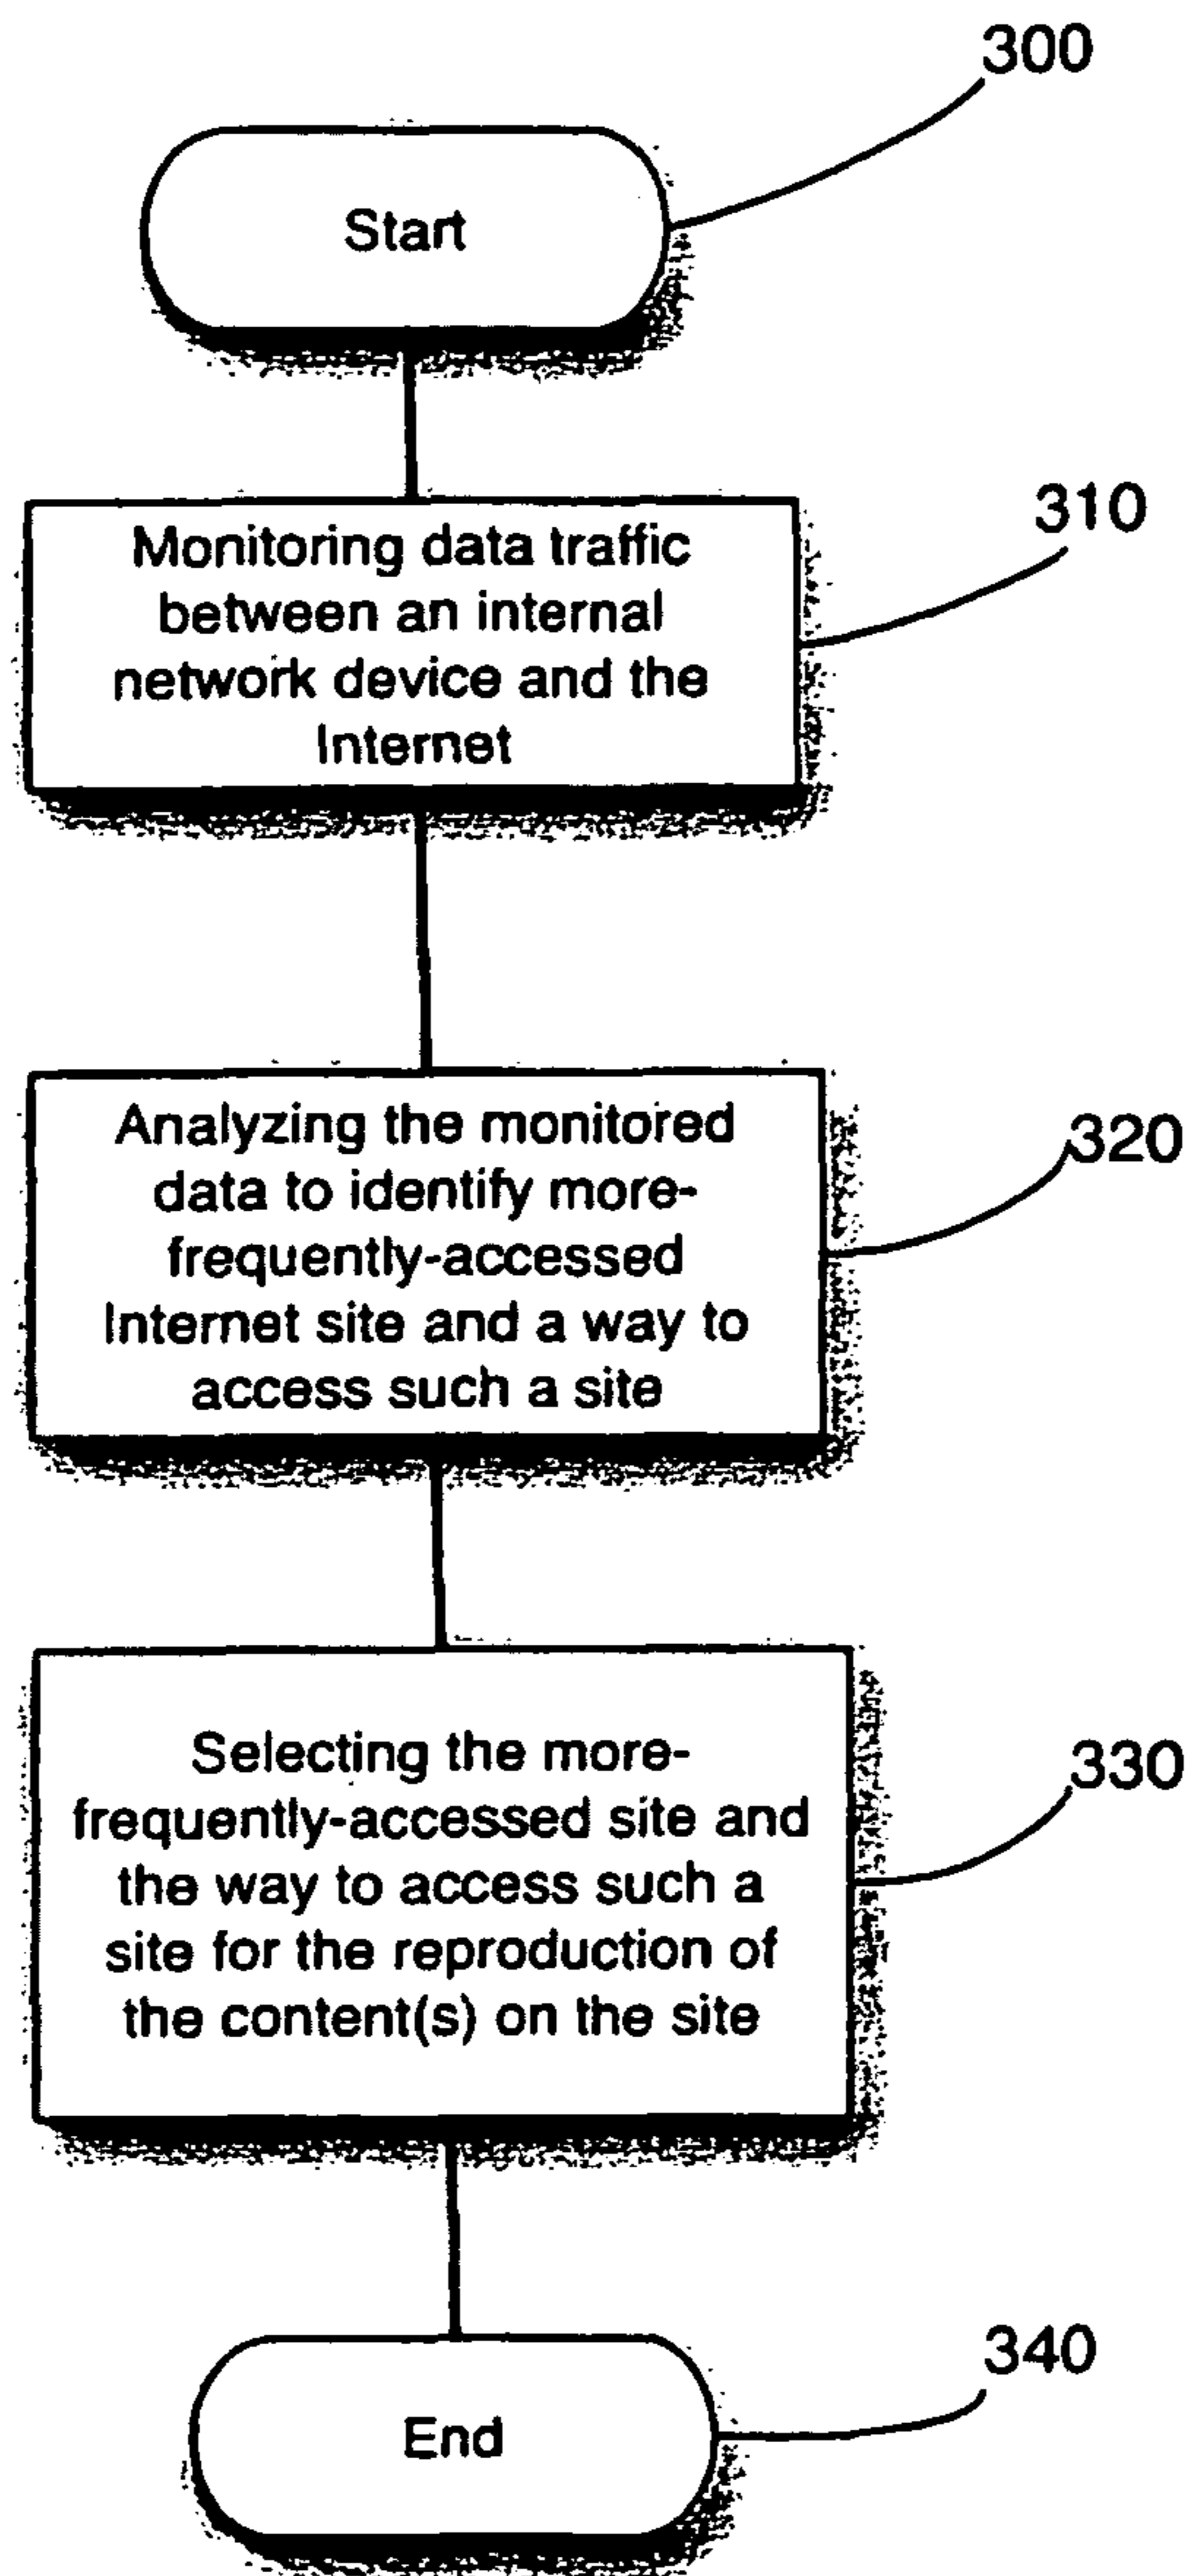 300
Start
310
Monitoring data traffic
between an internal
network device and the
Internet
320
Analyzing the monitored
data to identify more-
frequently-accessed
Internet site and a way to
access such a site
330
Selecting the more-
frequently-accessed site and
the way to access such a
site for the reproduction of
the content(s) on the site
340
End